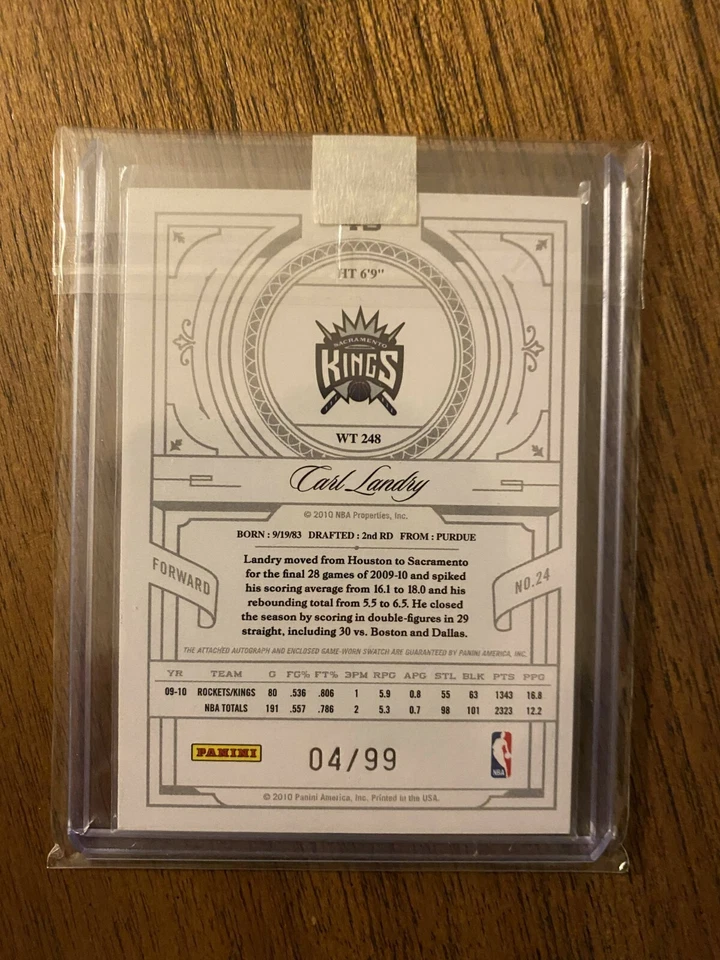 HT 6'9"
SACRAMENTO
KINGS
WT 248
Carl Landry
© 2010 NBA Properties, Inc.
BORN : 9/19/83 DRAFTED : 2nd RD FROM : PURDUE
FORWARD
NO.24
Landry moved from Houston to Sacramento
for the final 28 games of 2009-10 and spiked
his scoring average from 16.1 to 18.0 and his
rebounding total from 5.5 to 6.5. He closed
the season by scoring in double-figures in 29
straight, including 30 vs. Boston and Dallas.
THE ATTACHED AUTOGRAPH AND ENCLOSED GAME-WORN SWATCH ARE GUARANTEED BY PANINI AMERICA, INC.
YR TEAM G FG% FT% 3PM RPG APG STL BLK PTS PPG
09-10 ROCKETS/KINGS 80 .536 .806 1 5.9 0.8 55 63 1343 16.8
NBA TOTALS 191 .557 .786 2 5.3 0.7 98 101 2323 12.2
PANINI
04/99
NBA
© 2010 Panini America, Inc. Printed in the USA.